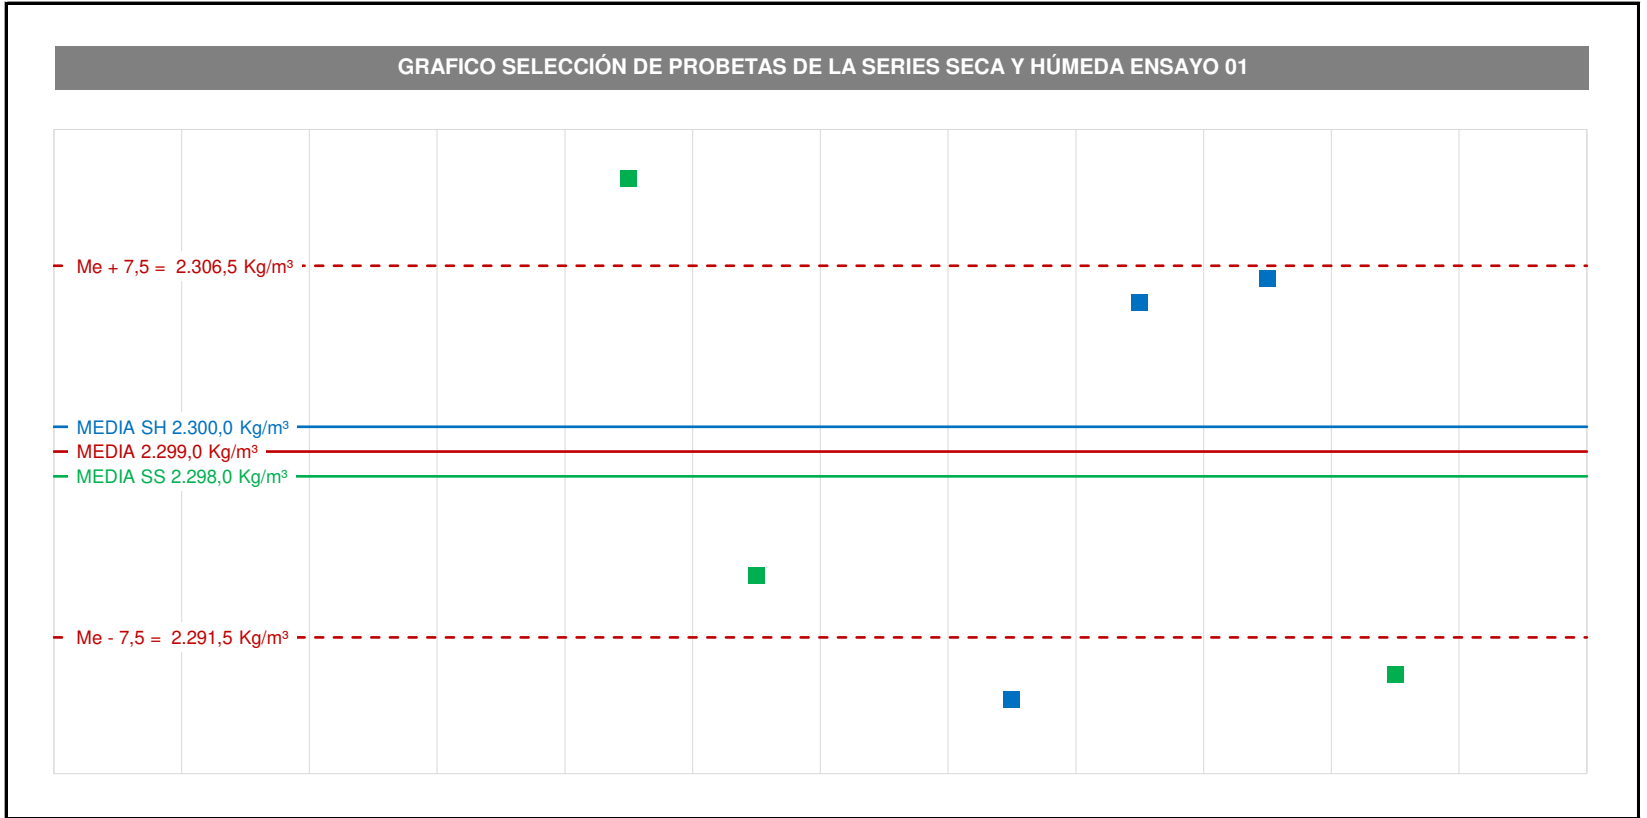 GRAFICO SELECCIÓN DE PROBETAS DE LA SERIES SECA Y HÚMEDA ENSAYO 01
Me + 7,5 = 2.306,5 Kg/m³
MEDIA SH 2.300,0 Kg/m³
MEDIA 2.299,0 Kg/m³
MEDIA SS 2.298,0 Kg/m³
Me - 7,5 = 2.291,5 Kg/m³